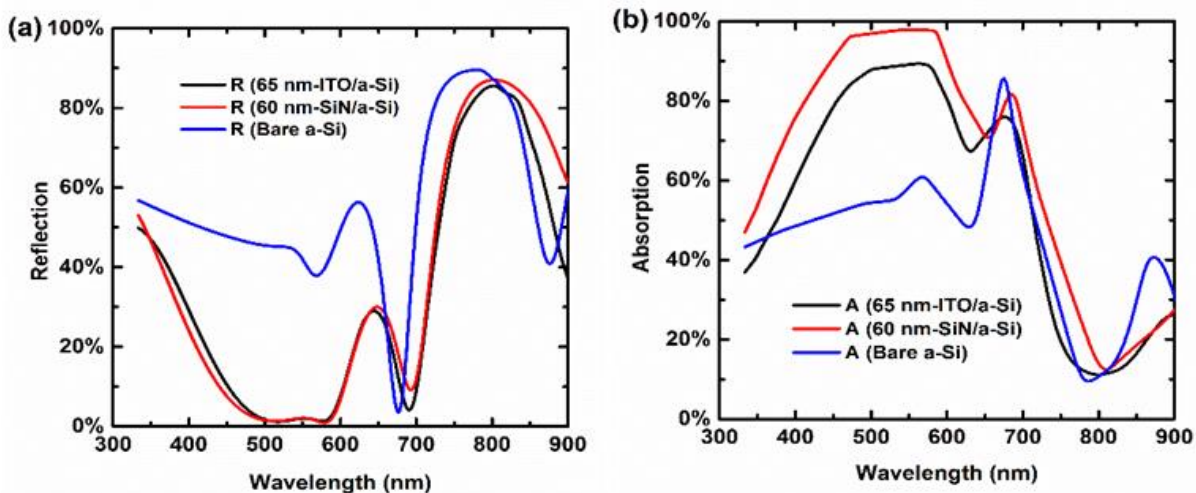 (a)
100%
80%
60%
40%
20%
0%
Reflection
R (65 nm-ITO/a-Si)
R (60 nm-SiN/a-Si)
R (Bare a-Si)
300 400 500 600 700 800 900
Wavelength (nm)
(b)
100%
80%
60%
40%
20%
0%
Absorption
A (65 nm-ITO/a-Si)
A (60 nm-SiN/a-Si)
A (Bare a-Si)
300 400 500 600 700 800 900
Wavelength (nm)